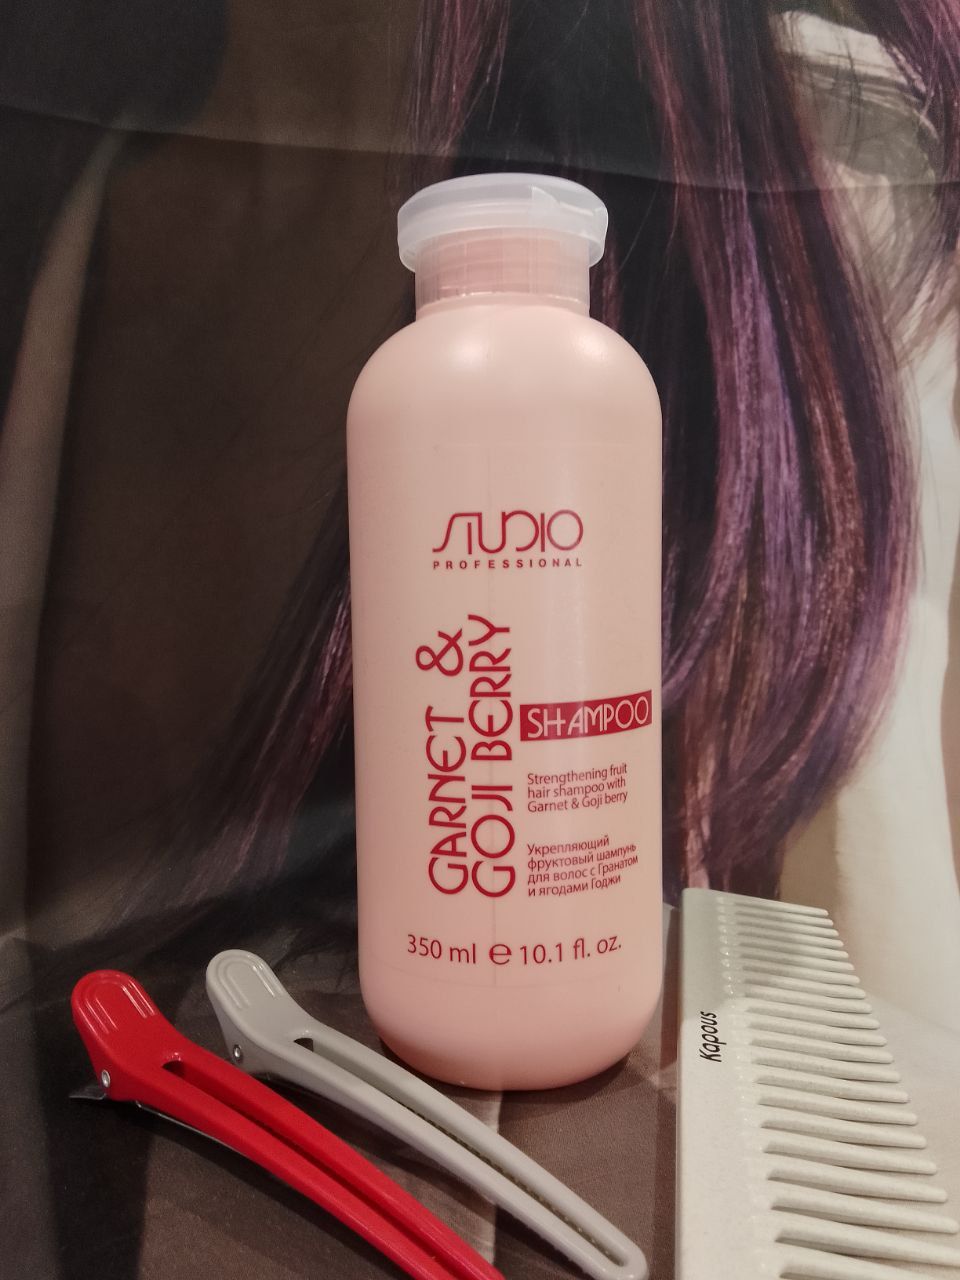 STUDIO
PROFESSIONAL
GARNET &
GOJI BERRY
SHAMPOO
Strengthening fruit
hair shampoo with
Garnet & Goji berry
Укрепляющий
фруктовый шампунь
для волос с Гранатом
и ягодами Годжи
350 ml e 10.1 fl. oz.
Kapous